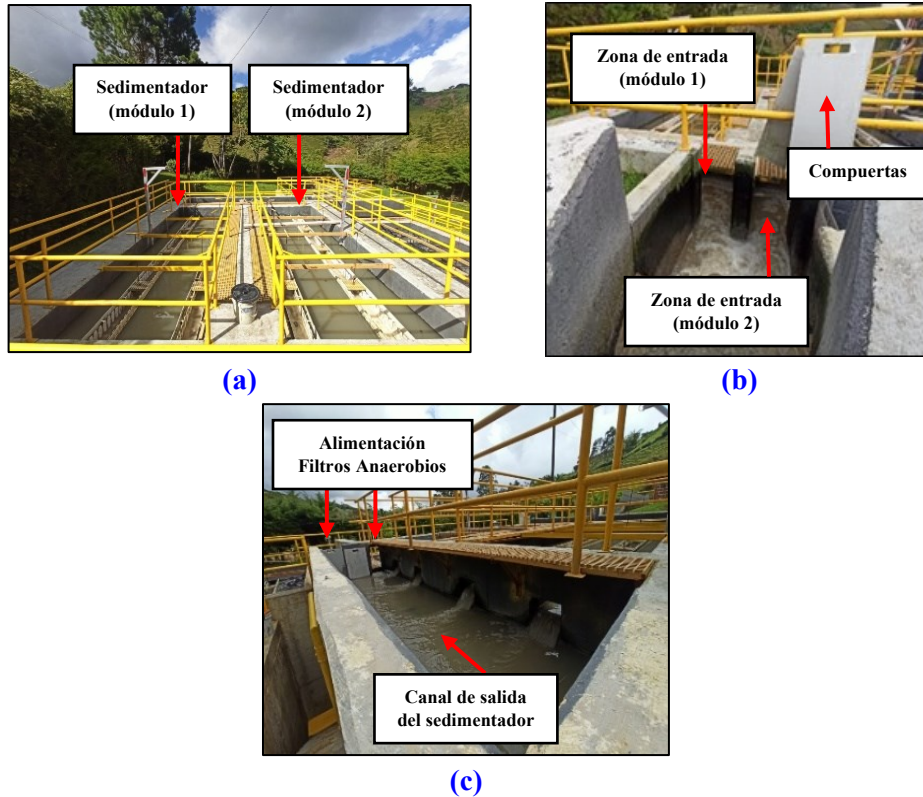 Sedimentador
(módulo 1)
Sedimentador
(módulo 2)
(a)
Zona de entrada
(módulo 1)
Compuertas
Zona de entrada
(módulo 2)
(b)
Alimentación
Filtros Anaerobios
Canal de salida
del sedimentador
(c)